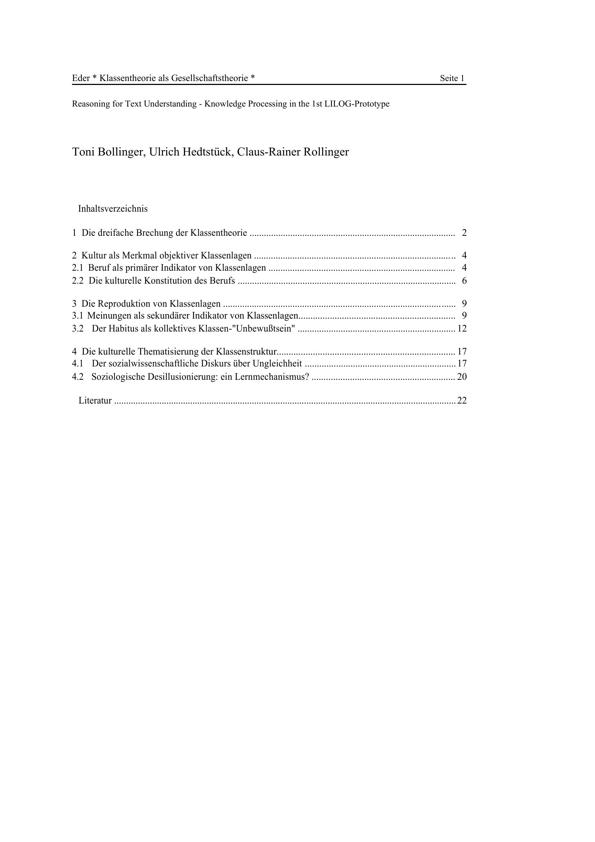 Eder * Klassentheorie als Gesellschaftstheorie * Seite 1
Reasoning for Text Understanding - Knowledge Processing in the 1st LILOG-Prototype
Toni Bollinger, Ulrich Hedtstück, Claus-Rainer Rollinger
Inhaltsverzeichnis
1 Die dreifache Brechung der Klassentheorie ........ 2
2 Kultur als Merkmal objektiver Klassenlagen ........ 4
2.1 Beruf als primärer Indikator von Klassenlagen ........ 4
2.2 Die kulturelle Konstitution des Berufs ........ 6
3 Die Reproduktion von Klassenlagen ........ 9
3.1 Meinungen als sekundärer Indikator von Klassenlagen........ 9
3.2 Der Habitus als kollektives Klassen-"Unbewußtsein" ........ 12
4 Die kulturelle Thematisierung der Klassenstruktur........ 17
4.1 Der sozialwissenschaftliche Diskurs über Ungleichheit ........ 17
4.2 Soziologische Desillusionierung: ein Lernmechanismus? ........ 20
Literatur ........ 22